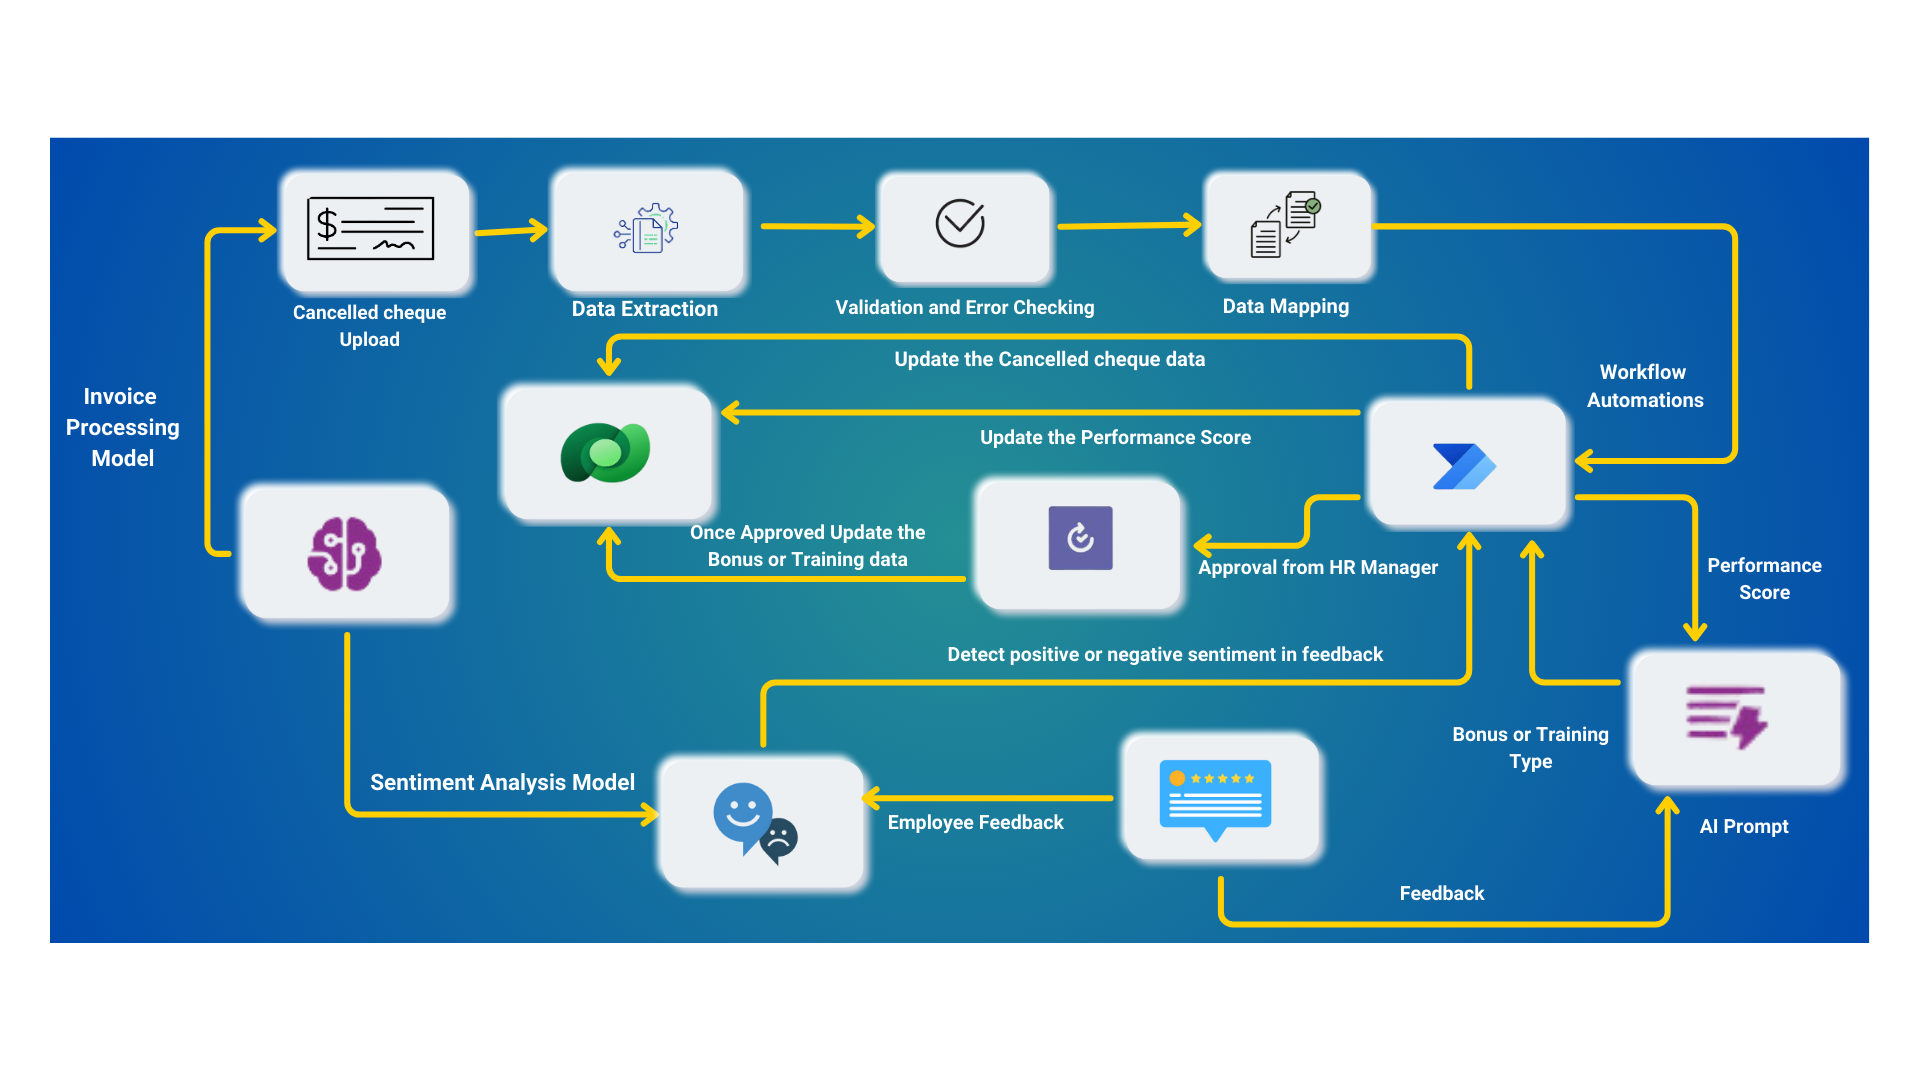 Cancelled cheque
Upload
Data Extraction
Validation and Error Checking
Data Mapping
Update the Cancelled cheque data
Workflow
Automations
Invoice
Processing
Model
Update the Performance Score
Once Approved Update the
Bonus or Training data
Approval from HR Manager
Performance
Score
Detect positive or negative sentiment in feedback
Bonus or Training
Type
Sentiment Analysis Model
Employee Feedback
AI Prompt
Feedback
$